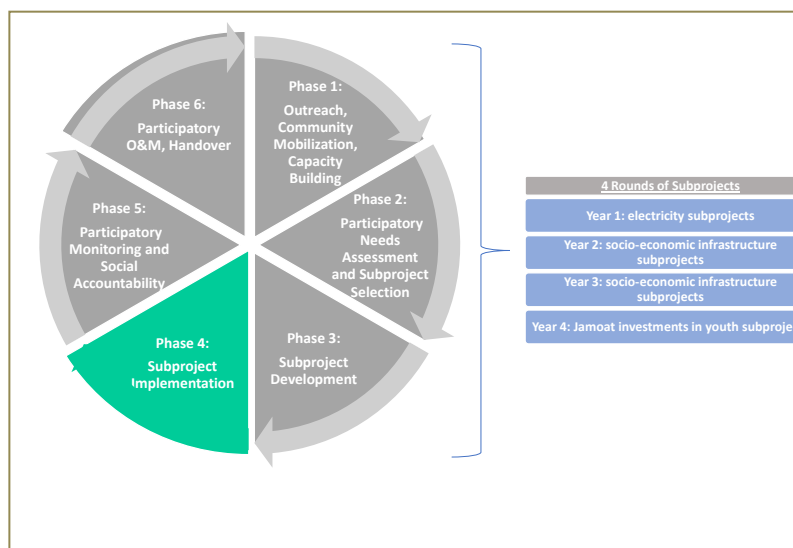 Phase 1:
Outreach,
Community
Mobilization,
Capacity
Building
Phase 2:
Participatory
Needs
Assessment
and Subproject
Selection
Phase 3:
Subproject
Development
Phase 4:
Subproject
Implementation
Phase 5:
Participatory
Monitoring and
Social
Accountability
Phase 6:
Participatory
O&M, Handover
4 Rounds of Subprojects
Year 1: electricity subprojects
Year 2: socio-economic infrastructure
subprojects
Year 3: socio-economic infrastructure
subprojects
Year 4: Jamoat investments in youth subproje